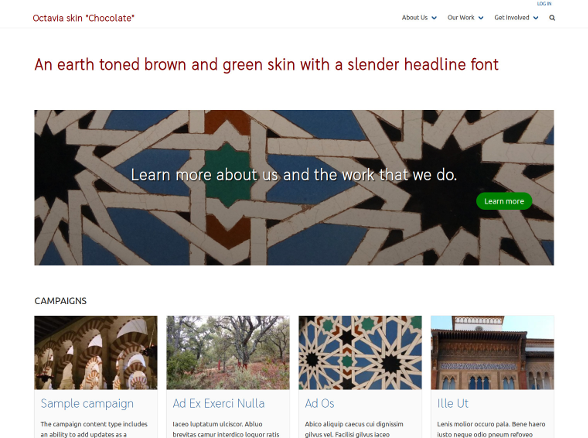 LOG IN
Octavia skin "Chocolate"
About Us
Our Work
Get Involved
An earth toned brown and green skin with a slender headline font
Learn more about us and the work that we do.
Learn more
CAMPAIGNS
Sample campaign
The campaign content type includes
an ability to add updates as a
Ad Ex Exerci Nulla
Iaceo luptatum ulciscor. Abluo
brevitas camur interdico loquor ratis
Ad Os
Abico aliquip caecus cui dignissim
gilvus vel. Facilisi gilvus iaceo
Ille Ut
Lenis molior occuro pala. Bene haero
iusto neque odio pneum refoveo